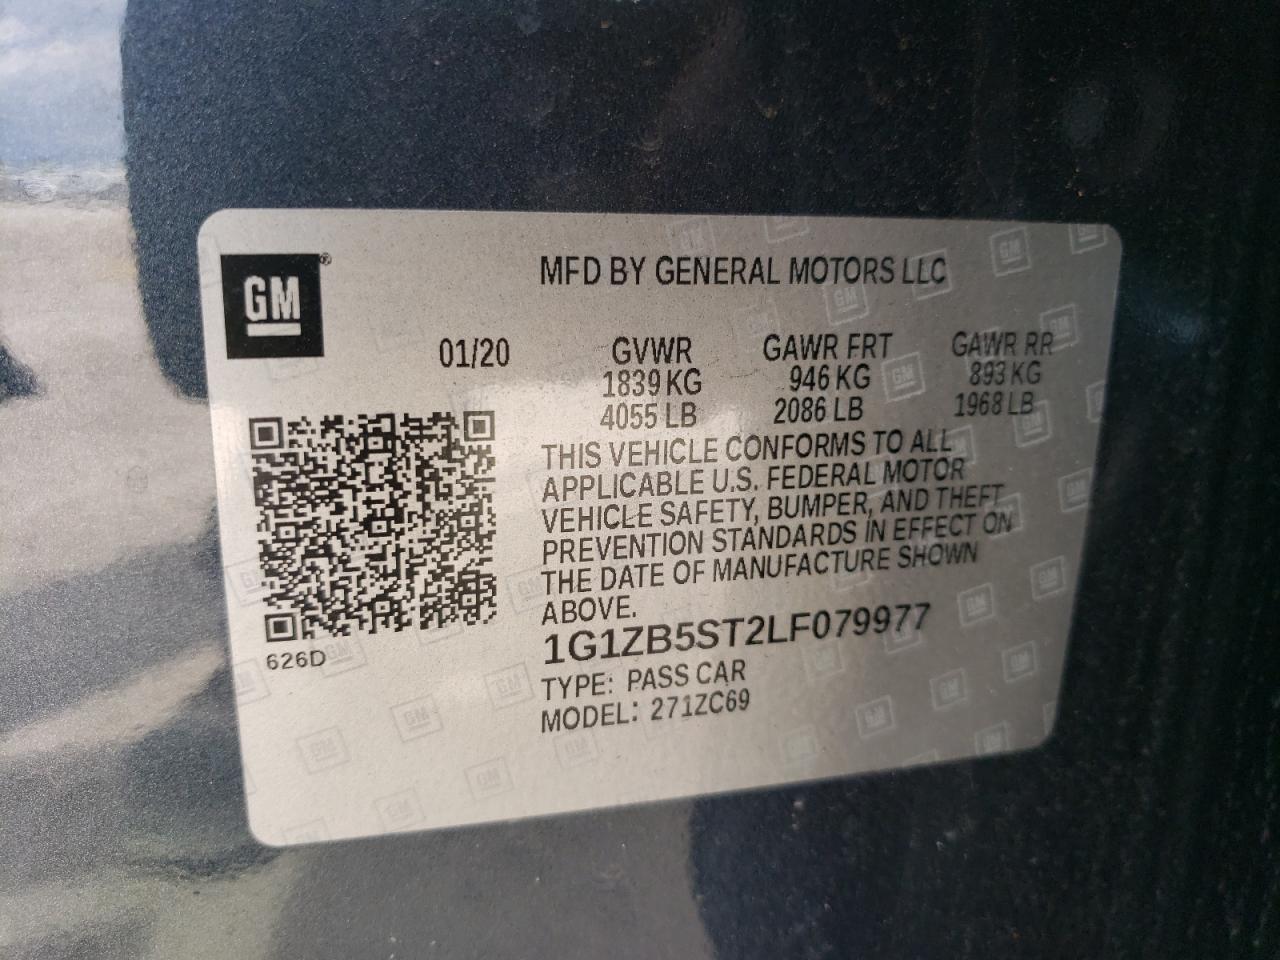 GM®
MFD BY GENERAL MOTORS LLC
01/20 GVWR GAWR FRT GAWR RR
1839 KG 946 KG 893 KG
4055 LB 2086 LB 1968 LB
THIS VEHICLE CONFORMS TO ALL
APPLICABLE U.S. FEDERAL MOTOR
VEHICLE SAFETY, BUMPER, AND THEFT
PREVENTION STANDARDS IN EFFECT ON
THE DATE OF MANUFACTURE SHOWN
ABOVE.
1G1ZB5ST2LF079977
626D
TYPE: PASS CAR
MODEL: 271ZC69